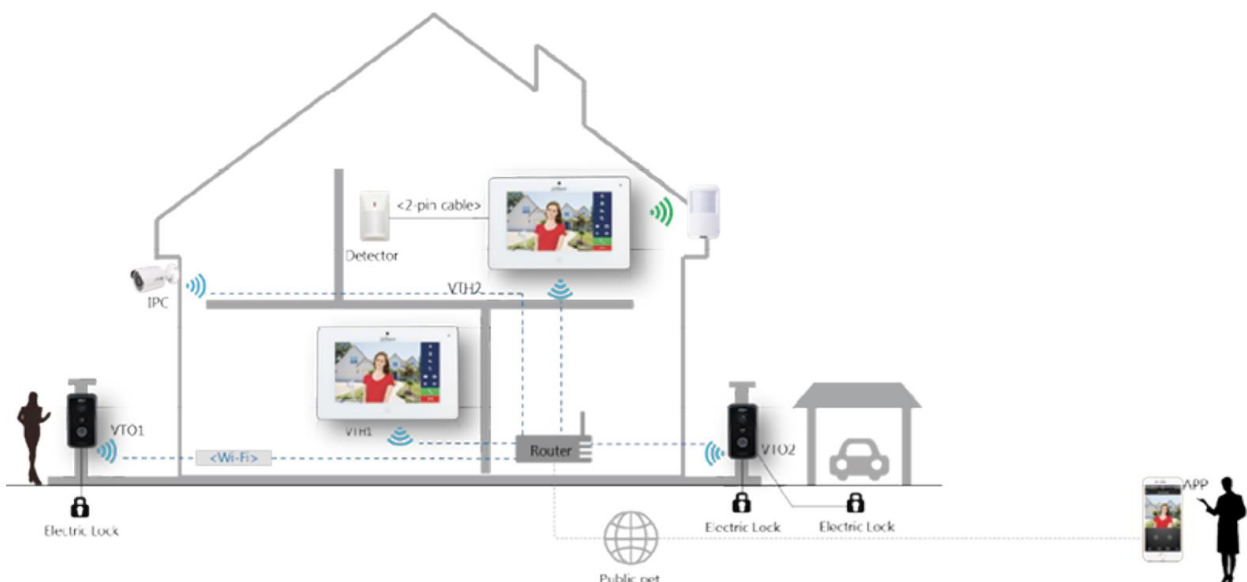 <2-pin cable>
Detector
IPC
VTH2
VTO1
VTH1
<Wi-Fi>
Router
VTO2
APP
Electric Lock
Electric Lock
Electric Lock
Public net